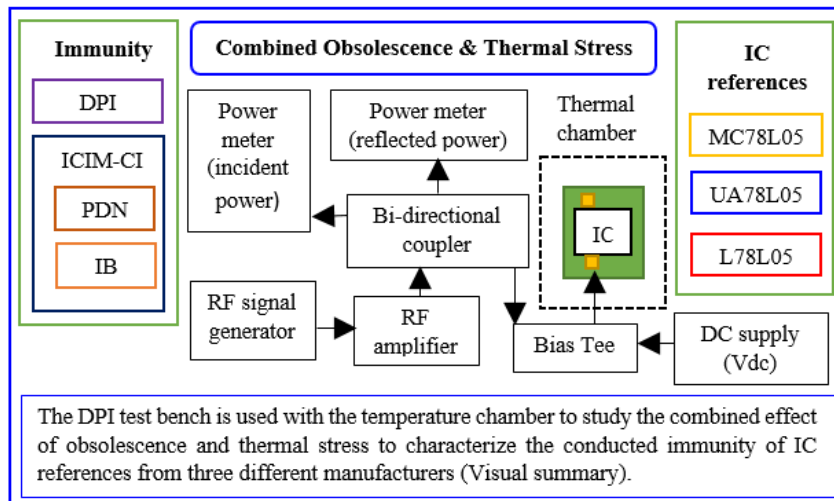 Immunity
DPI
ICIM-CI
PDN
IB
Combined Obsolescence & Thermal Stress
Power
meter
(incident
power)
Power meter
(reflected power)
Thermal
chamber
Bi-directional
coupler
IC
RF signal
generator
RF
amplifier
Bias Tee
DC supply
(Vdc)
IC
references
MC78L05
UA78L05
L78L05
The DPI test bench is used with the temperature chamber to study the combined effect
of obsolescence and thermal stress to characterize the conducted immunity of IC
references from three different manufacturers (Visual summary).